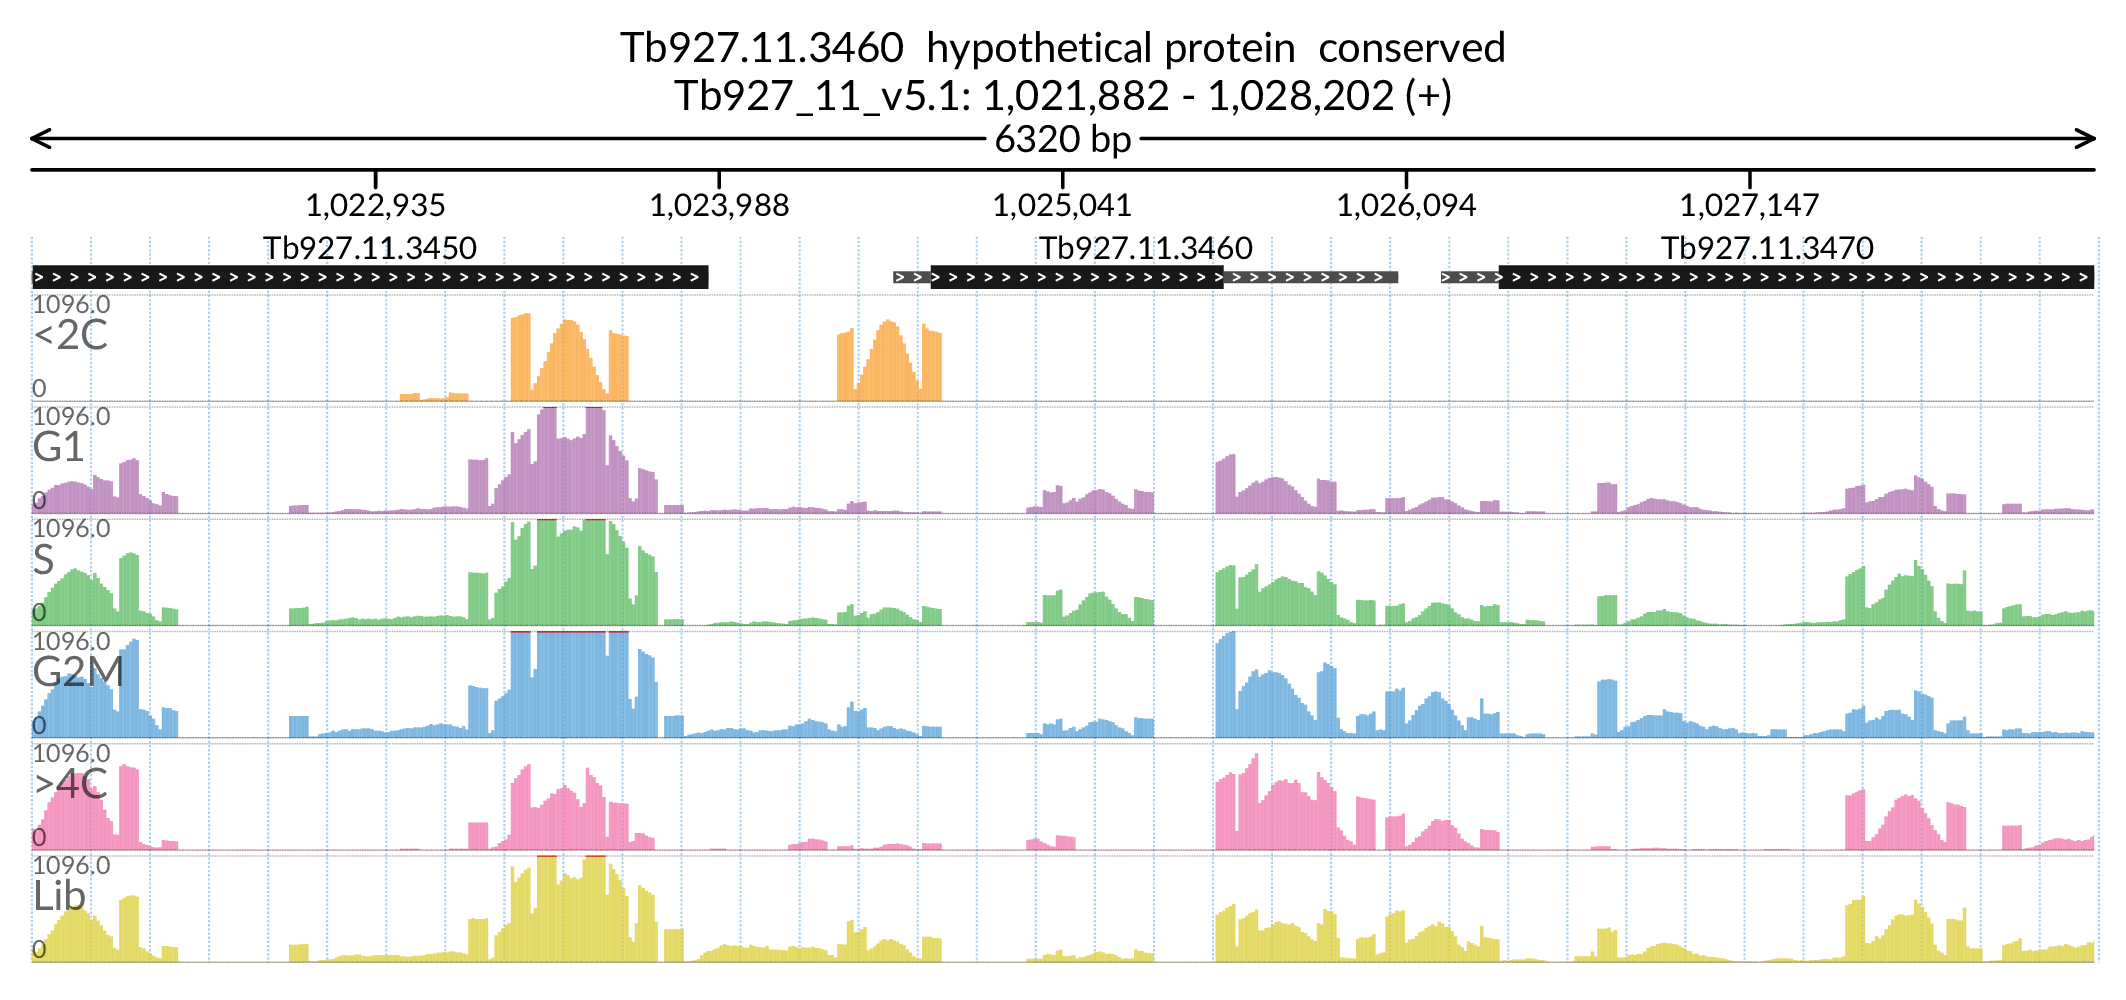 Tb927.11.3460 hypothetical protein conserved
Tb927_11_v5.1: 1,021,882 - 1,028,202 (+)
6320 bp
1,022,935 1,023,988 1,025,041 1,026,094 1,027,147
Tb927.11.3450 Tb927.11.3460 Tb927.11.3470
1096.0
<2C
0
1096.0
G1
0
1096.0
S
0
1096.0
G2M
0
1096.0
>4C
0
1096.0
Lib
0